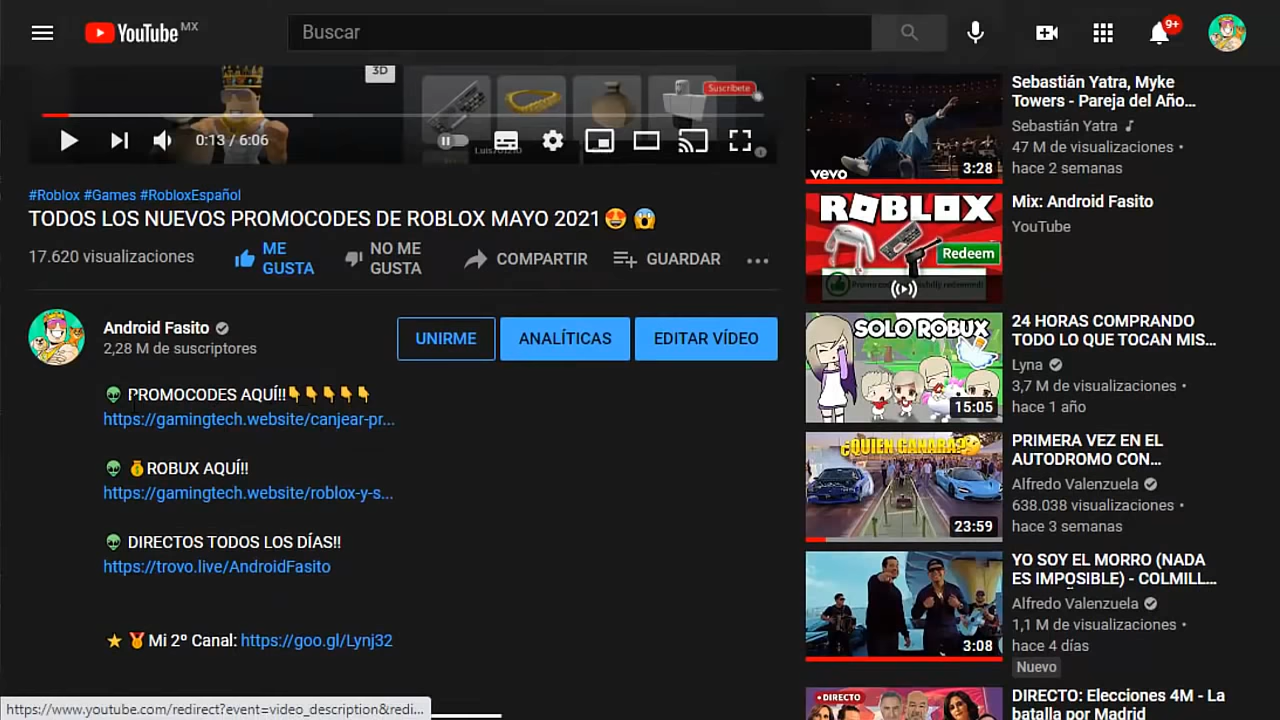 YouTube MX
Buscar
9+
3D
Suscríbete
0:13 / 6:06
#Roblox #Games #RobloxEspañol
TODOS LOS NUEVOS PROMOCODES DE ROBLOX MAYO 2021
17.620 visualizaciones
ME GUSTA
NO ME GUSTA
COMPARTIR
GUARDAR
Android Fasito
2,28 M de suscriptores
UNIRME
ANALÍTICAS
EDITAR VÍDEO
PROMOCODES AQUÍ!!
https://gamingtech.website/canjear-pr...
ROBUX AQUÍ!!
https://gamingtech.website/roblox-y-s...
DIRECTOS TODOS LOS DÍAS!!
https://trovo.live/AndroidFasito
Mi 2º Canal: https://goo.gl/Lynj32
https://www.youtube.com/redirect?event=video_description&redi...
vevo
3:28
Sebastián Yatra, Myke
Towers - Pareja del Año...
Sebastián Yatra
47 M de visualizaciones •
hace 2 semanas
ROBLOX
Redeem
Mix: Android Fasito
YouTube
SOLO ROBUX
15:05
24 HORAS COMPRANDO
TODO LO QUE TOCAN MIS...
Lyna
3,7 M de visualizaciones •
hace 1 año
¿QUIEN GANARA?
23:59
PRIMERA VEZ EN EL
AUTODROMO CON...
Alfredo Valenzuela
638.038 visualizaciones •
hace 3 semanas
3:08
YO SOY EL MORRO (NADA
ES IMPOSIBLE) - COLMILL...
Alfredo Valenzuela
1,1 M de visualizaciones •
hace 4 días
Nuevo
DIRECTO
DIRECTO: Elecciones 4M - La
batalla por Madrid